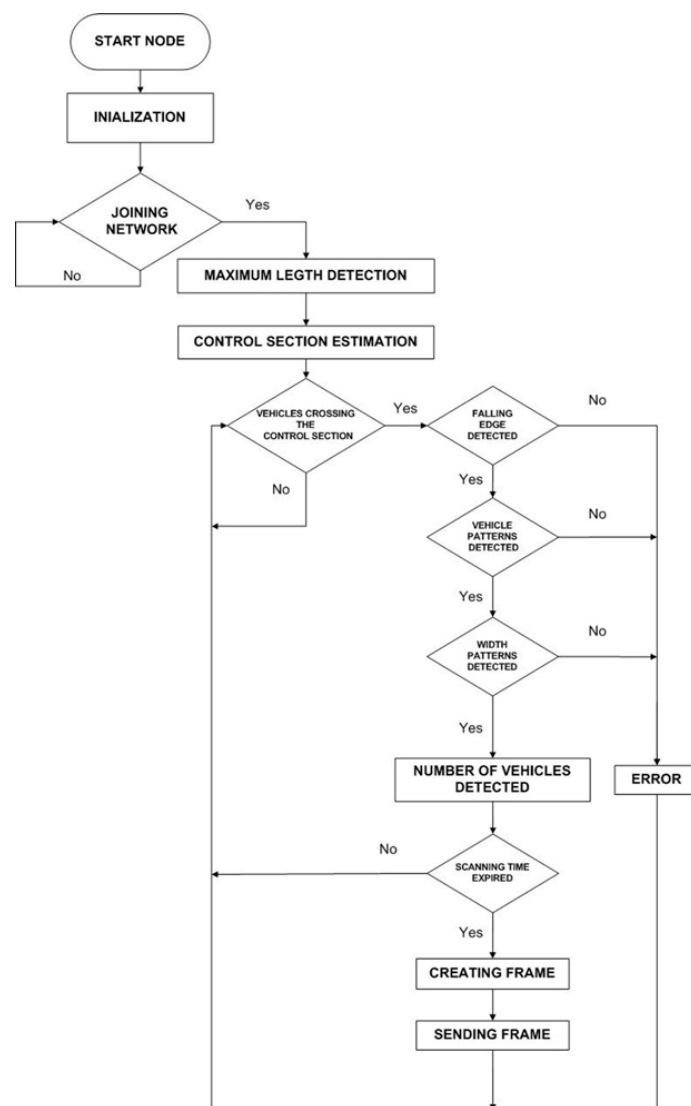 START NODE
INIALIZATION
JOINING
NETWORK
Yes
No
MAXIMUM LEGTH DETECTION
CONTROL SECTION ESTIMATION
VEHICLES CROSSING
THE
CONTROL SECTION
Yes
No
FALLING
EDGE
DETECTED
No
Yes
VEHICLE
PATTERNS
DETECTED
No
Yes
WIDTH
PATTERNS
DETECTED
No
Yes
NUMBER OF VEHICLES
DETECTED
ERROR
No
SCANNING TIME
EXPIRED
Yes
CREATING FRAME
SENDING FRAME